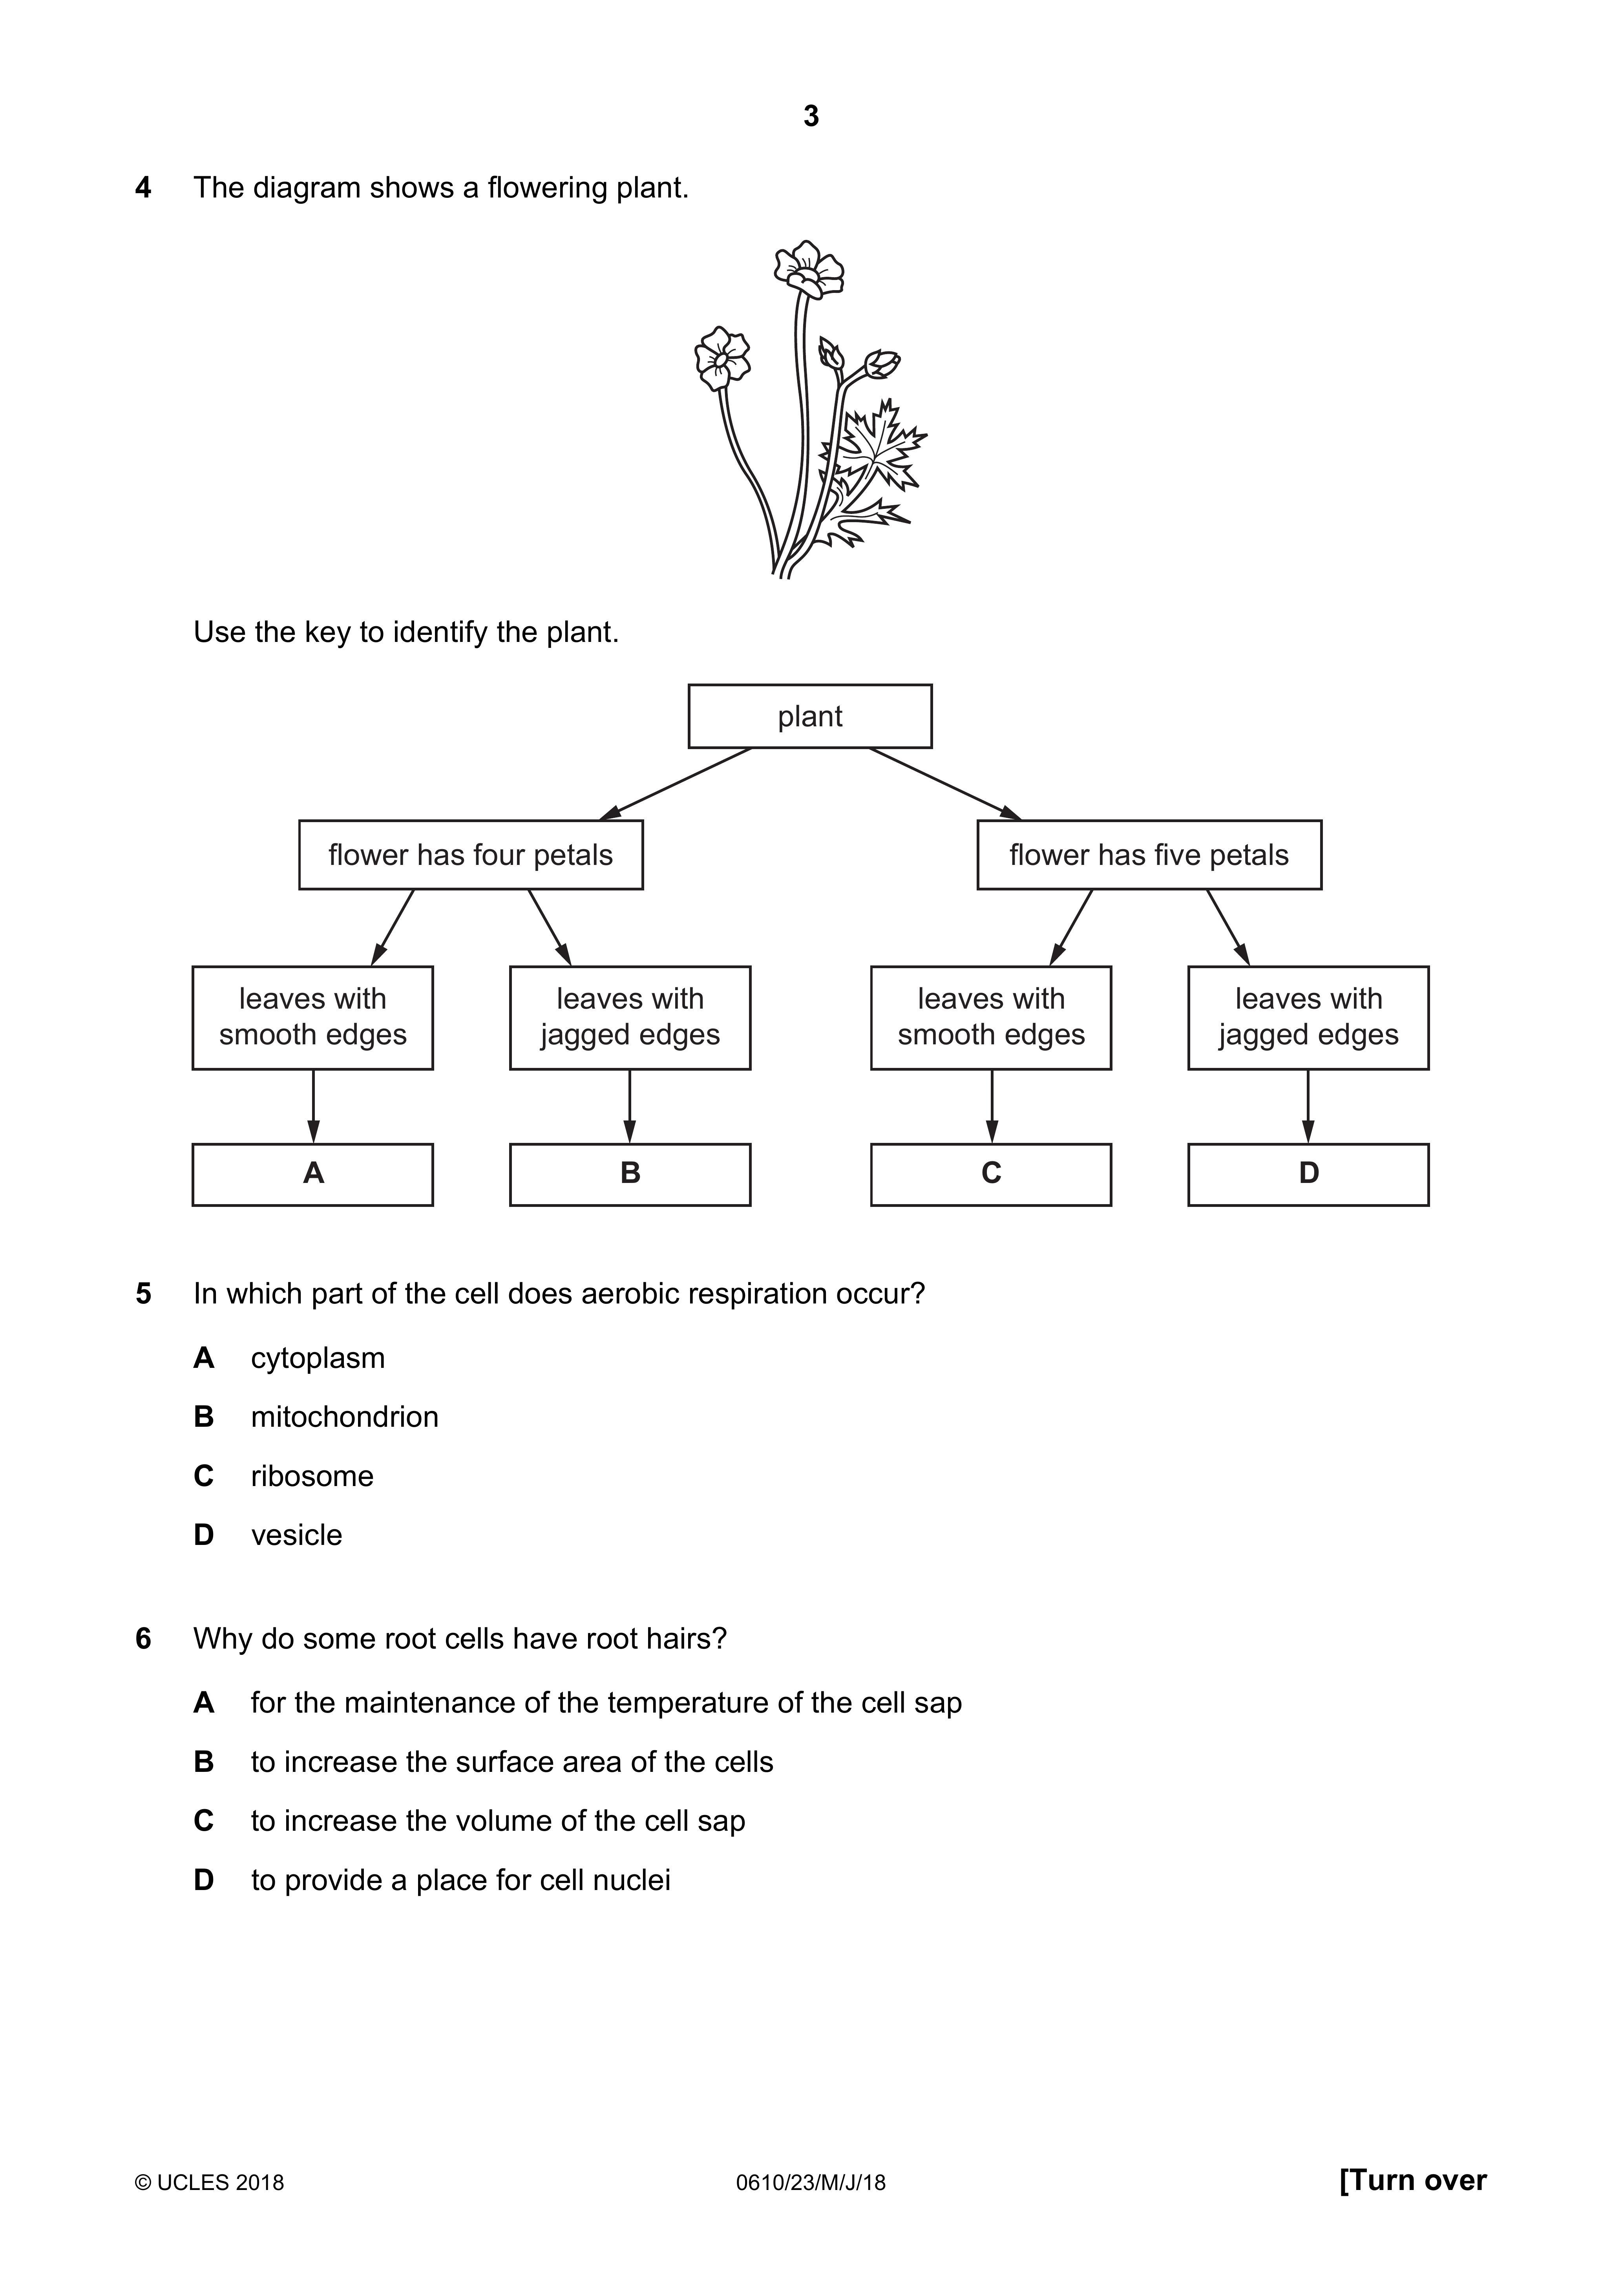 3
4 The diagram shows a flowering plant.
Use the key to identify the plant.
plant
flower has four petals
flower has five petals
leaves with
smooth edges
leaves with
jagged edges
leaves with
smooth edges
leaves with
jagged edges
A
B
C
D
5 In which part of the cell does aerobic respiration occur?
A cytoplasm
B mitochondrion
C ribosome
D vesicle
6 Why do some root cells have root hairs?
A for the maintenance of the temperature of the cell sap
B to increase the surface area of the cells
C to increase the volume of the cell sap
D to provide a place for cell nuclei
© UCLES 2018 0610/23/M/J/18 [Turn over